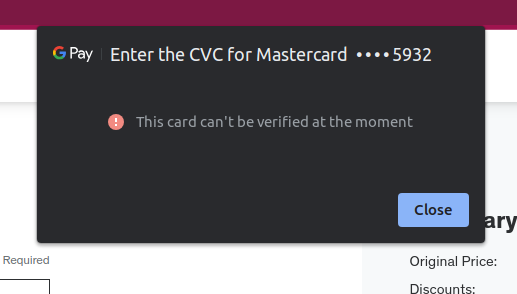 G Pay Enter the CVC for Mastercard ••••5932
This card can't be verified at the moment
Close
ary
Required
Original Price:
Discounts: